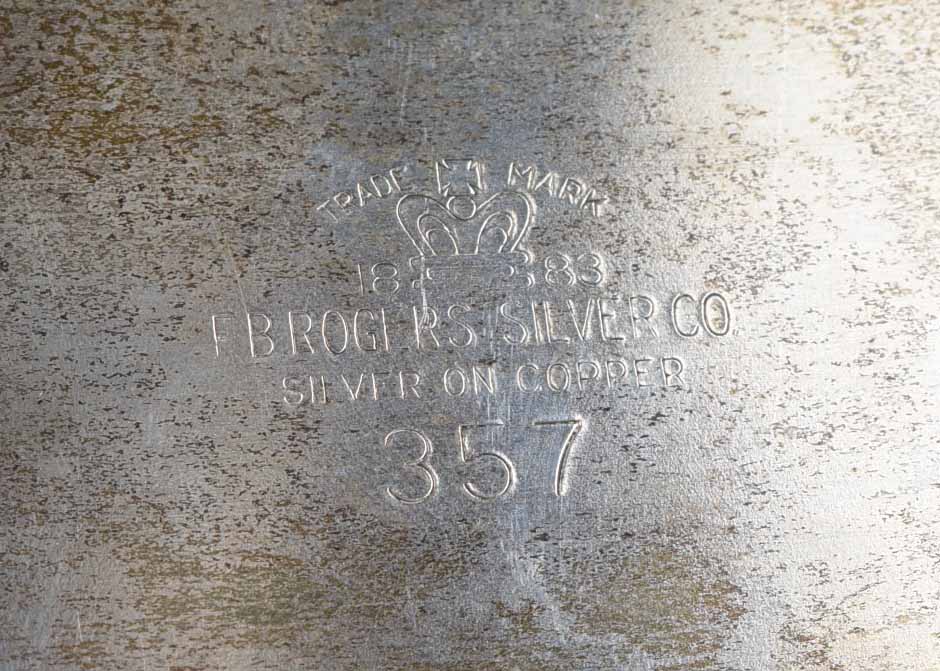 TRADE MARK
18 83
F B ROGERS SILVER CO.
SILVER ON COPPER
357